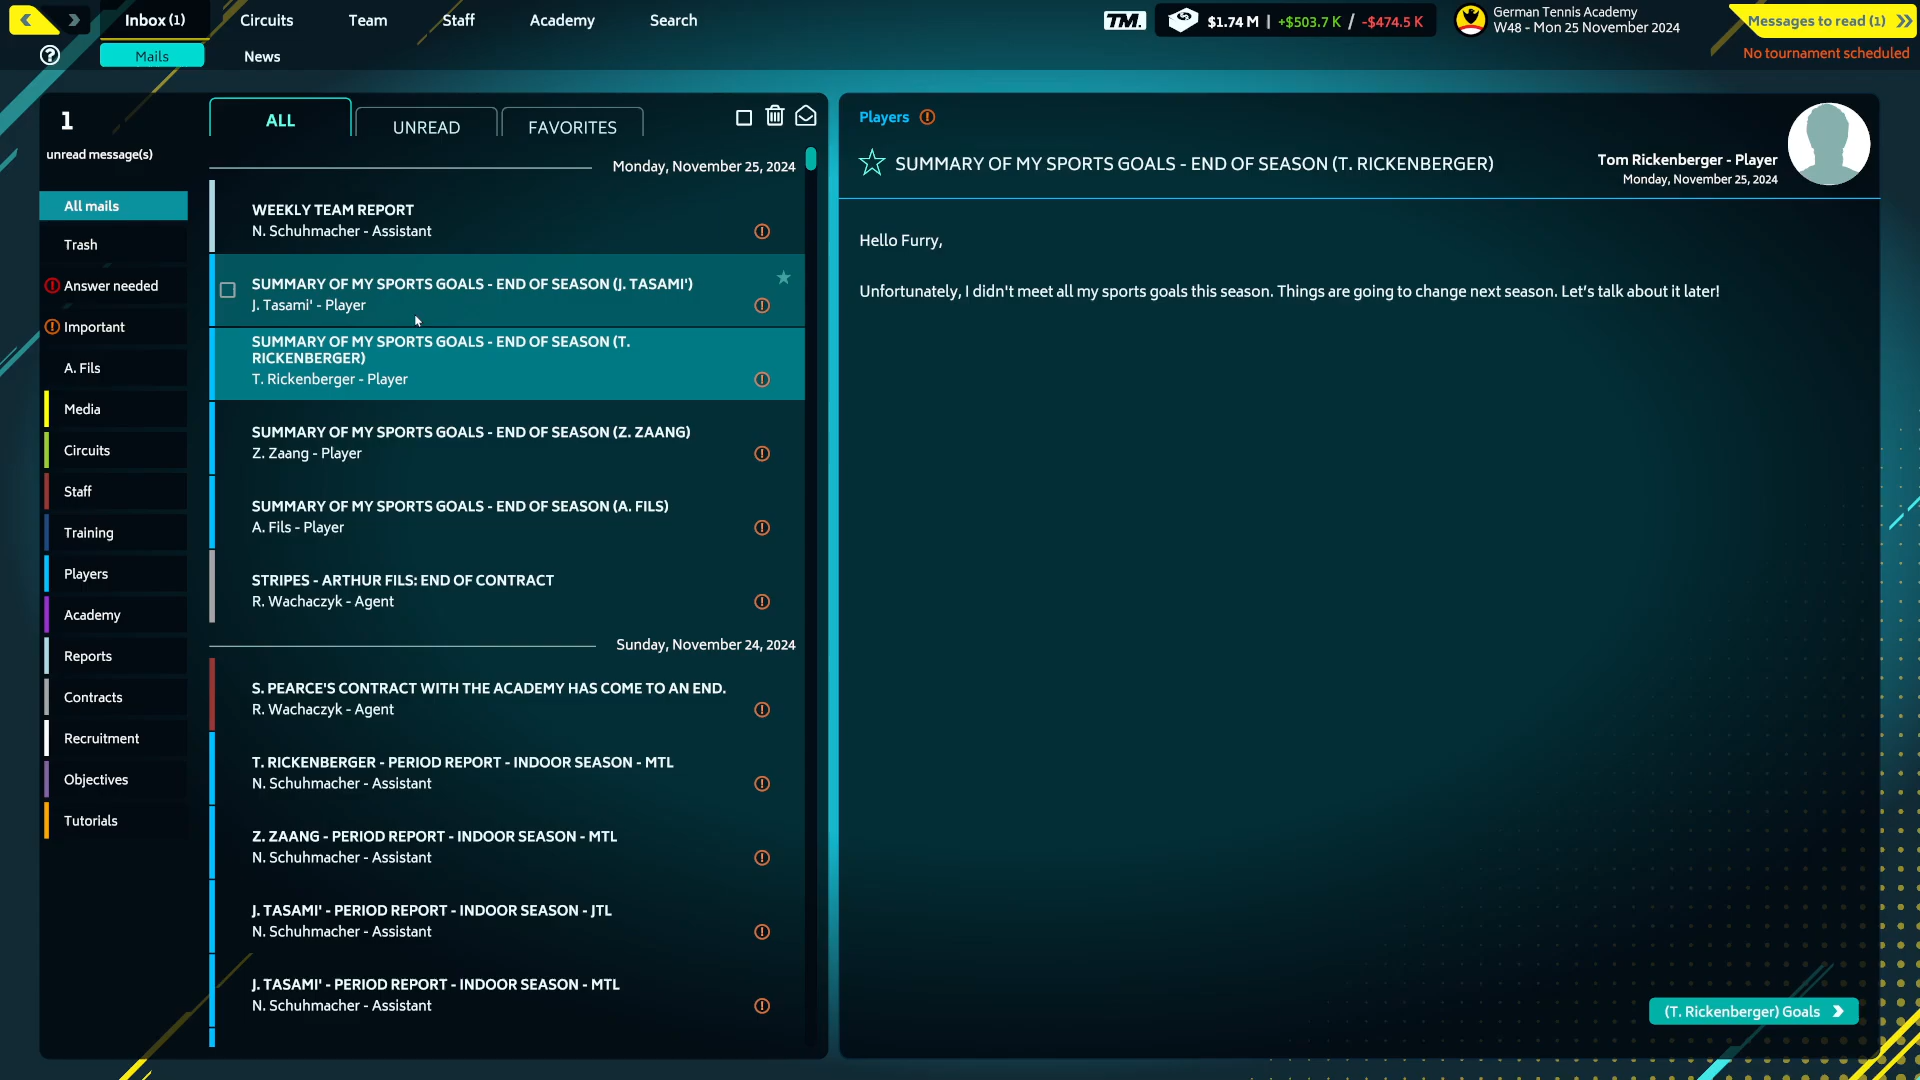 Inbox (1)
Circuits
Team
Staff
Academy
Search
TM.
$1.74 M | +$503.7 K / -$474.5 K
German Tennis Academy
W48 - Mon 25 November 2024
Messages to read (1)
No tournament scheduled
Mails
News
1
unread message(s)
All mails
Trash
Answer needed
Important
A. Fils
Media
Circuits
Staff
Training
Players
Academy
Reports
Contracts
Recruitment
Objectives
Tutorials
ALL
UNREAD
FAVORITES
Monday, November 25, 2024
WEEKLY TEAM REPORT
N. Schuhmacher - Assistant
SUMMARY OF MY SPORTS GOALS - END OF SEASON (J. TASAMI')
J. Tasami' - Player
SUMMARY OF MY SPORTS GOALS - END OF SEASON (T.
RICKENBERGER)
T. Rickenberger - Player
SUMMARY OF MY SPORTS GOALS - END OF SEASON (Z. ZAANG)
Z. Zaang - Player
SUMMARY OF MY SPORTS GOALS - END OF SEASON (A. FILS)
A. Fils - Player
STRIPES - ARTHUR FILS: END OF CONTRACT
R. Wachaczyk - Agent
Sunday, November 24, 2024
S. PEARCE'S CONTRACT WITH THE ACADEMY HAS COME TO AN END.
R. Wachaczyk - Agent
T. RICKENBERGER - PERIOD REPORT - INDOOR SEASON - MTL
N. Schuhmacher - Assistant
Z. ZAANG - PERIOD REPORT - INDOOR SEASON - MTL
N. Schuhmacher - Assistant
J. TASAMI' - PERIOD REPORT - INDOOR SEASON - JTL
N. Schuhmacher - Assistant
J. TASAMI' - PERIOD REPORT - INDOOR SEASON - MTL
N. Schuhmacher - Assistant
Players
SUMMARY OF MY SPORTS GOALS - END OF SEASON (T. RICKENBERGER)
Tom Rickenberger - Player
Monday, November 25, 2024
Hello Furry,
Unfortunately, I didn't meet all my sports goals this season. Things are going to change next season. Let's talk about it later!
(T. Rickenberger) Goals